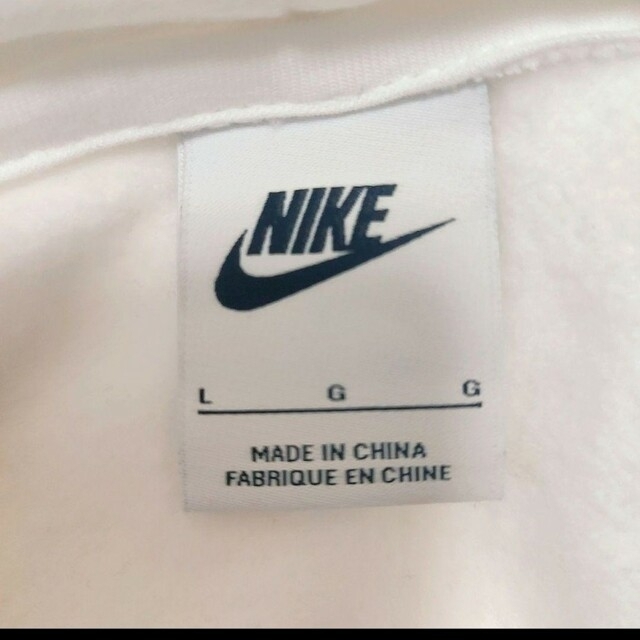 NIKE
L G G
MADE IN CHINA
FABRIQUE EN CHINE